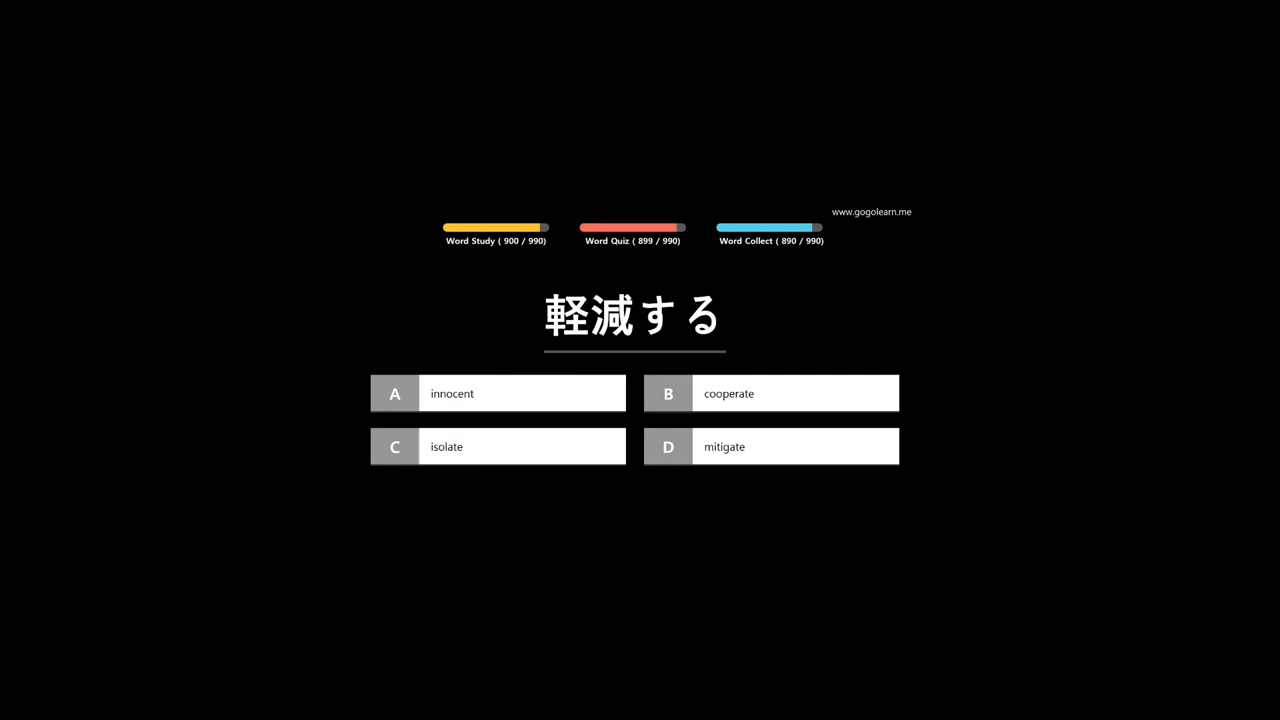 www.gogolearn.me
Word Study ( 900 / 990) Word Quiz ( 899 / 990) Word Collect ( 890 / 990)
軽減する
A innocent B cooperate
C isolate D mitigate